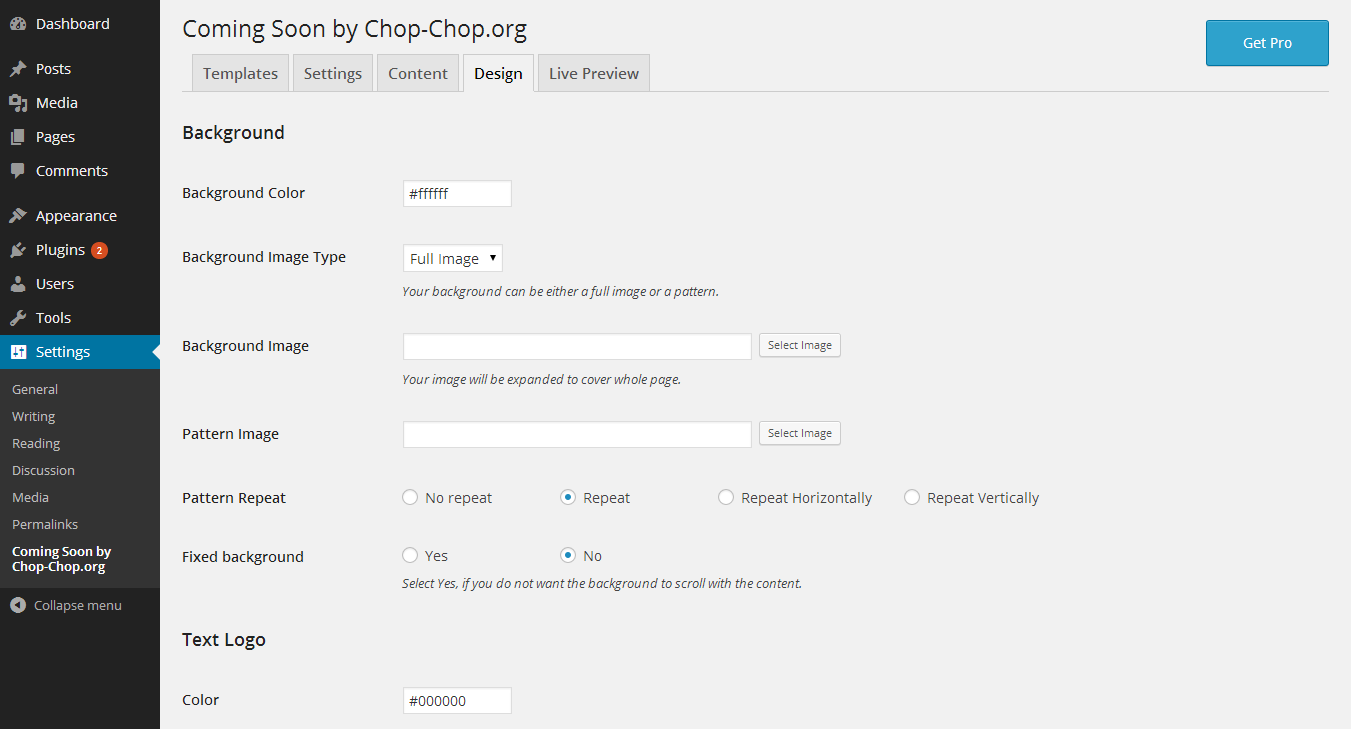 Dashboard
Posts
Media
Pages
Comments
Appearance
Plugins 2
Users
Tools
Settings
General
Writing
Reading
Discussion
Media
Permalinks
Coming Soon by
Chop-Chop.org
Collapse menu
Coming Soon by Chop-Chop.org
Get Pro
Templates Settings Content Design Live Preview
Background
Background Color #ffffff
Background Image Type Full Image
Your background can be either a full image or a pattern.
Background Image Select Image
Your image will be expanded to cover whole page.
Pattern Image Select Image
Pattern Repeat No repeat Repeat Repeat Horizontally Repeat Vertically
Fixed background Yes No
Select Yes, if you do not want the background to scroll with the content.
Text Logo
Color #000000